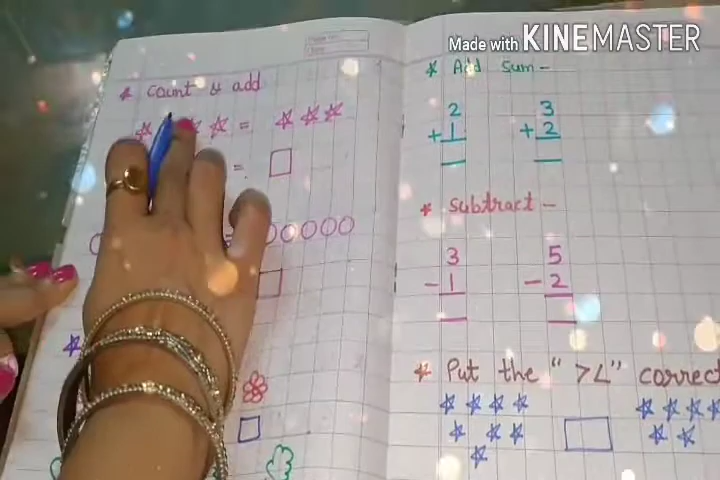 Made with KINEMASTER
* Count & add
=
=
=
* Add sum -
2 3
+1 +2
* Subtract -
3 5
-1 -2
* Put the "><" correct